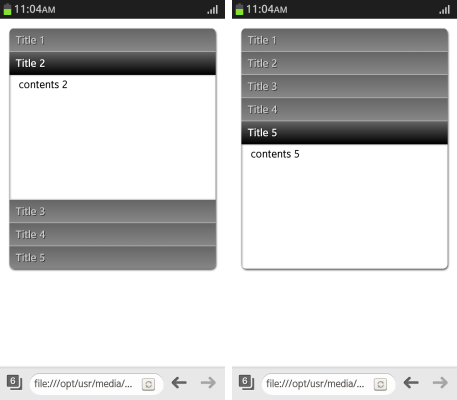 11:04AM
Title 1
Title 2
contents 2
Title 3
Title 4
Title 5
6
file:///opt/usr/media/...
11:04AM
Title 1
Title 2
Title 3
Title 4
Title 5
contents 5
6
file:///opt/usr/media/...